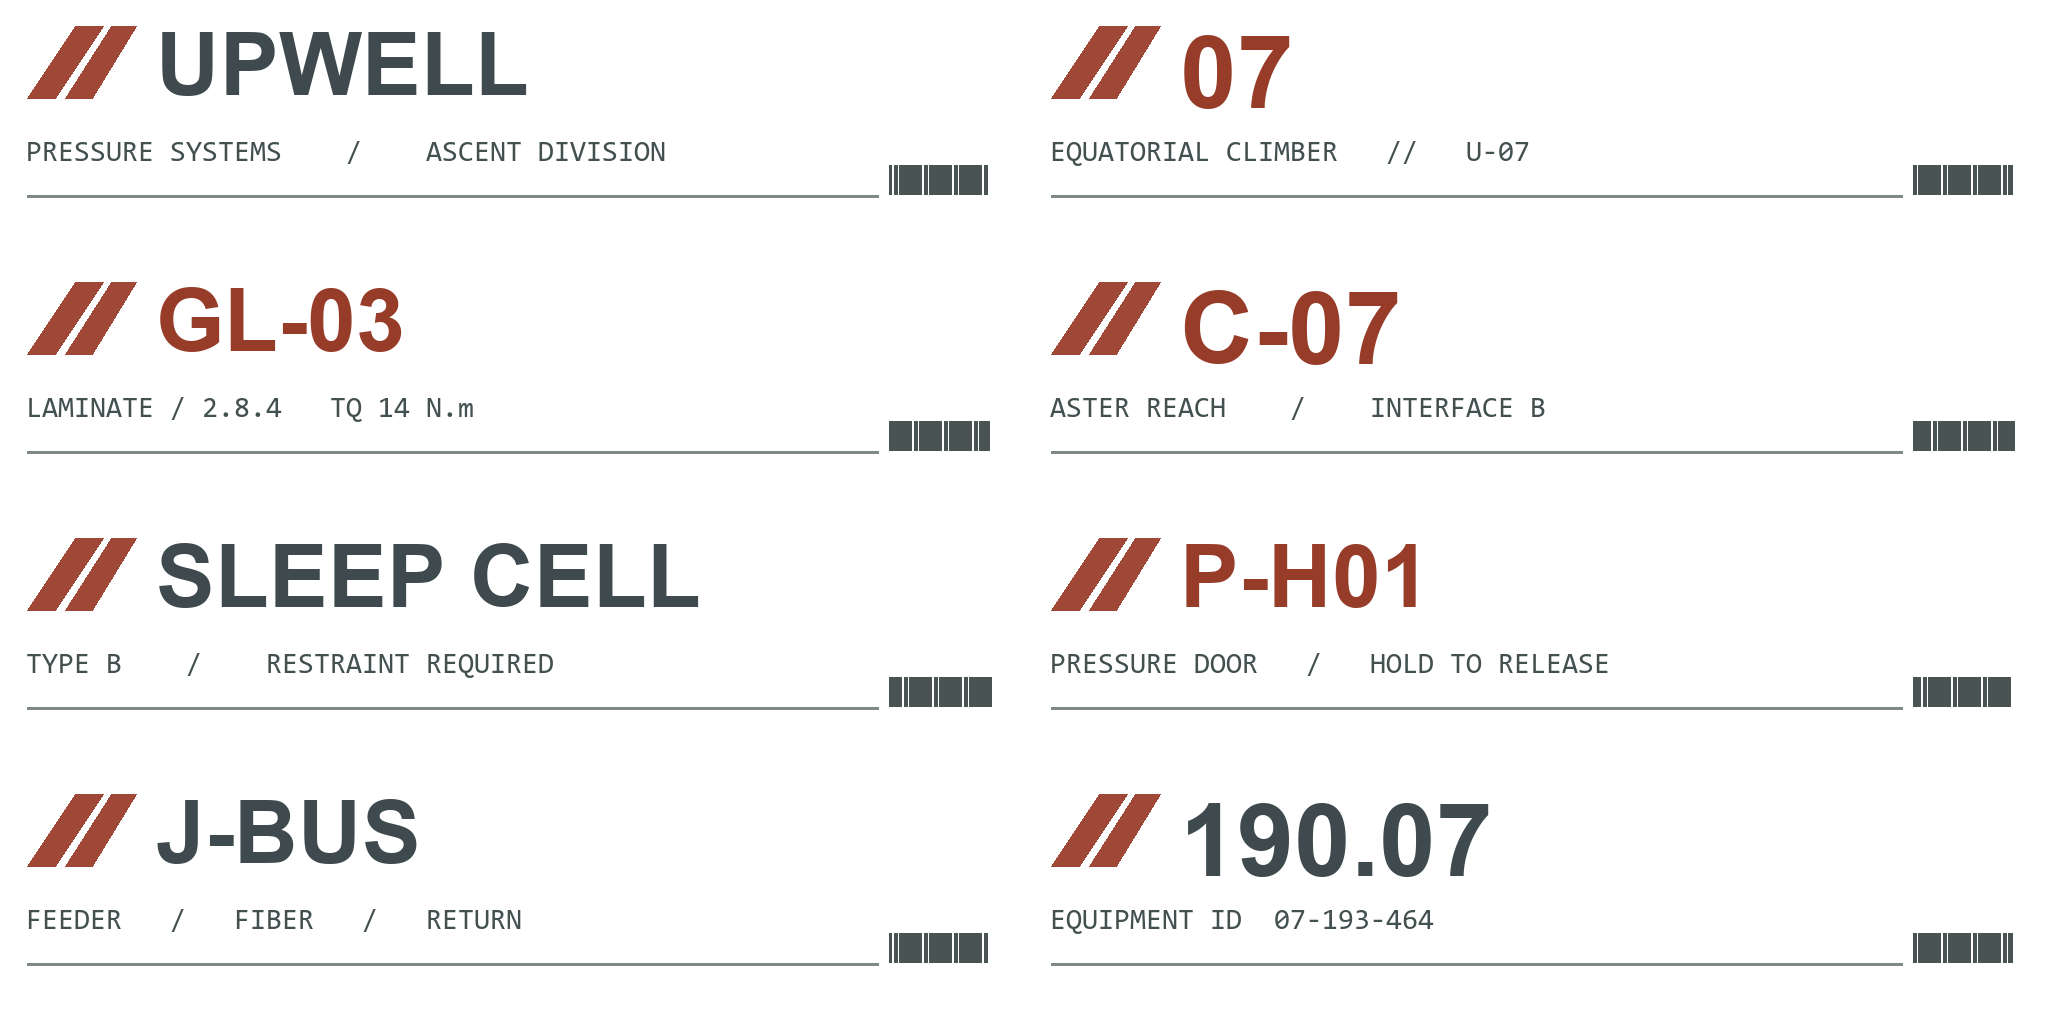 UPWELL
PRESSURE SYSTEMS / ASCENT DIVISION
07
EQUATORIAL CLIMBER // U-07
GL-03
LAMINATE / 2.8.4 TQ 14 N.m
C-07
ASTER REACH / INTERFACE B
SLEEP CELL
TYPE B / RESTRAINT REQUIRED
P-H01
PRESSURE DOOR / HOLD TO RELEASE
J-BUS
FEEDER / FIBER / RETURN
190.07
EQUIPMENT ID 07-193-464